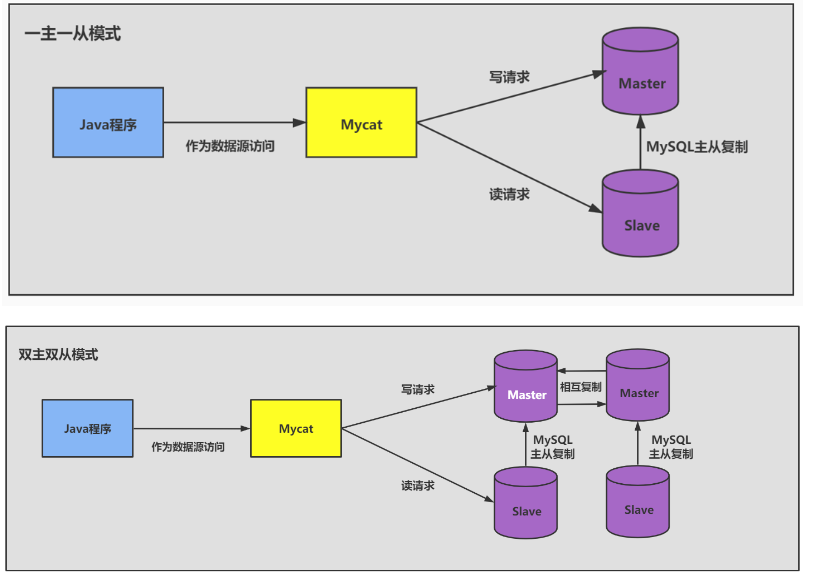 一主一从模式
Java程序
作为数据源访问
Mycat
写请求
读请求
Master
MySQL主从复制
Slave
双主双从模式
Java程序
作为数据源访问
Mycat
写请求
读请求
Master
相互复制
Master
MySQL
主从复制
MySQL
主从复制
Slave
Slave